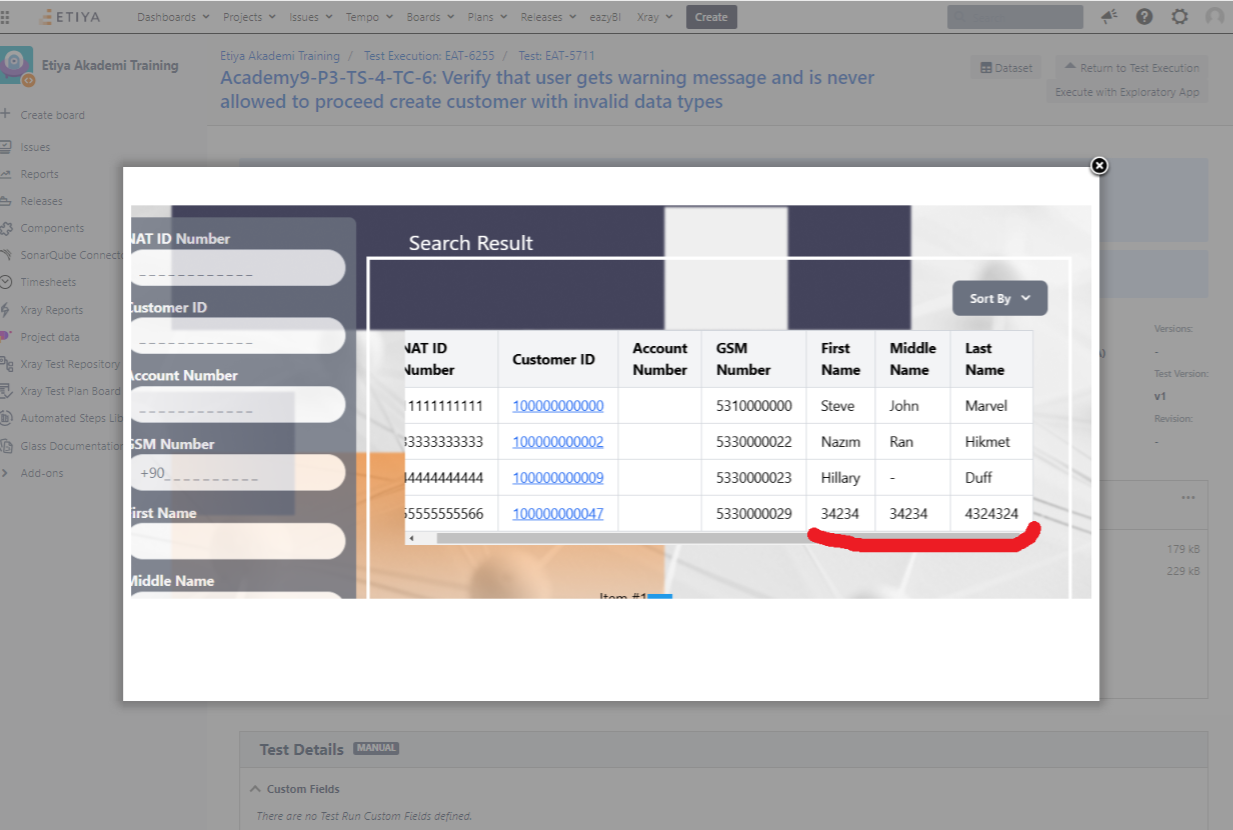 ETIYA Dashboards Projects Issues Tempo Boards Plans Releases eazyBI Xray Create
Etiya Akademi Training
Create board
Issues
Reports
Releases
Components
SonarQube Connecto
Timesheets
Xray Reports
Project data
Xray Test Repository
Xray Test Plan Board
Automated Steps Lib
Glass Documentation
Add-ons
Etiya Akademi Training / Test Execution: EAT-6255 / Test: EAT-5711
Academy9-P3-TS-4-TC-6: Verify that user gets warning message and is never
allowed to proceed create customer with invalid data types
Dataset Return to Test Execution
Execute with Exploratory App
NAT ID Number
Customer ID
Account Number
GSM Number
+90_ _ _ _ _ _ _ _ _ _
First Name
Middle Name
Search Result
Sort By
NAT ID Number Customer ID Account Number GSM Number First Name Middle Name Last Name
11111111111 100000000000 5310000000 Steve John Marvel
33333333333 100000000002 5330000022 Nazım Ran Hikmet
44444444444 100000000009 5330000023 Hillary - Duff
55555555566 100000000047 5330000029 34234 34234 4324324
Item #1
Versions:
-
Test Version:
v1
Revision:
-
179 kB
229 kB
Test Details MANUAL
Custom Fields
There are no Test Run Custom Fields defined.